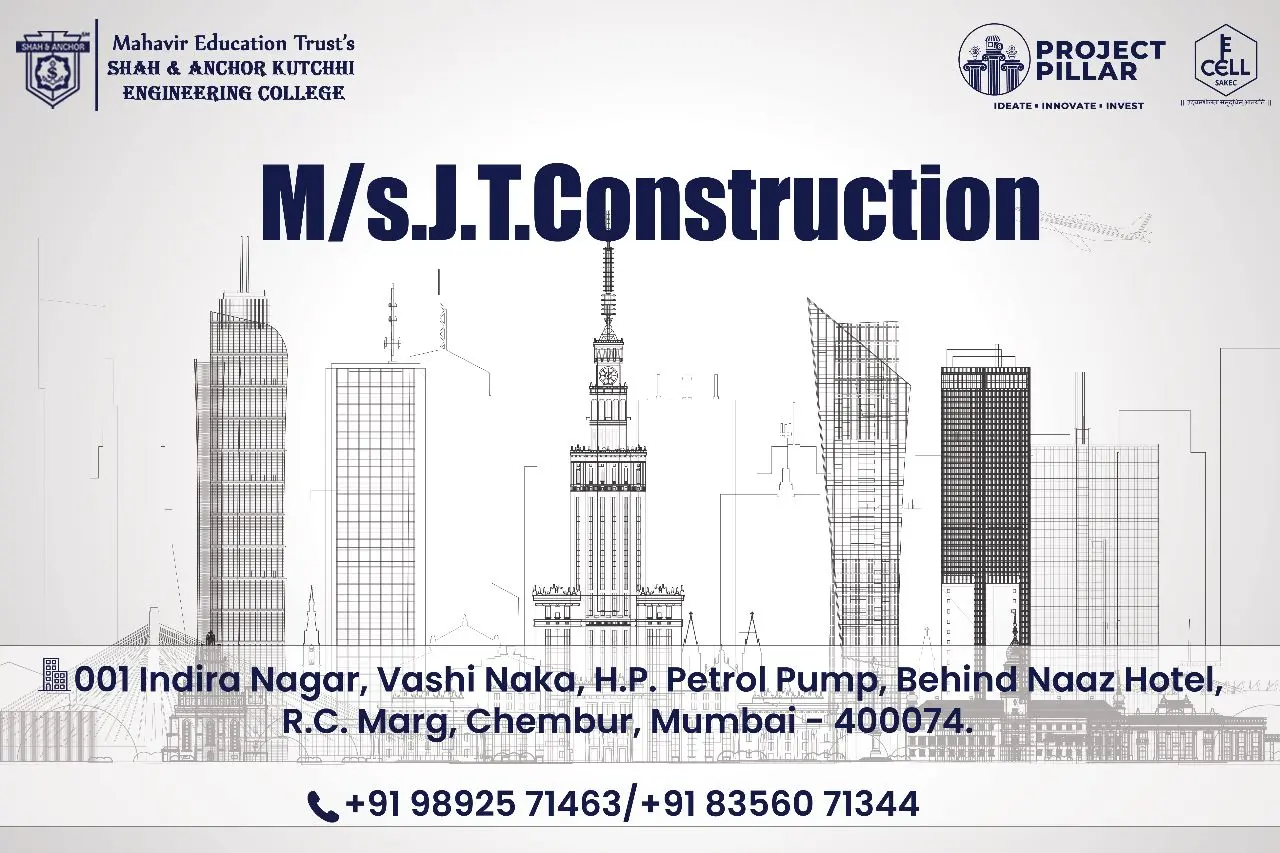 SHAH & ANCHOR
Mahavir Education Trust's
SHAH & ANCHOR KUTCHHI
ENGINEERING COLLEGE
PROJECT
PILLAR
IDEATE • INNOVATE • INVEST
E
CELL
SAKEC
M/s.J.T.Construction
001 Indira Nagar, Vashi Naka, H.P. Petrol Pump, Behind Naaz Hotel,
R.C. Marg, Chembur, Mumbai - 400074.
+91 98925 71463/+91 83560 71344